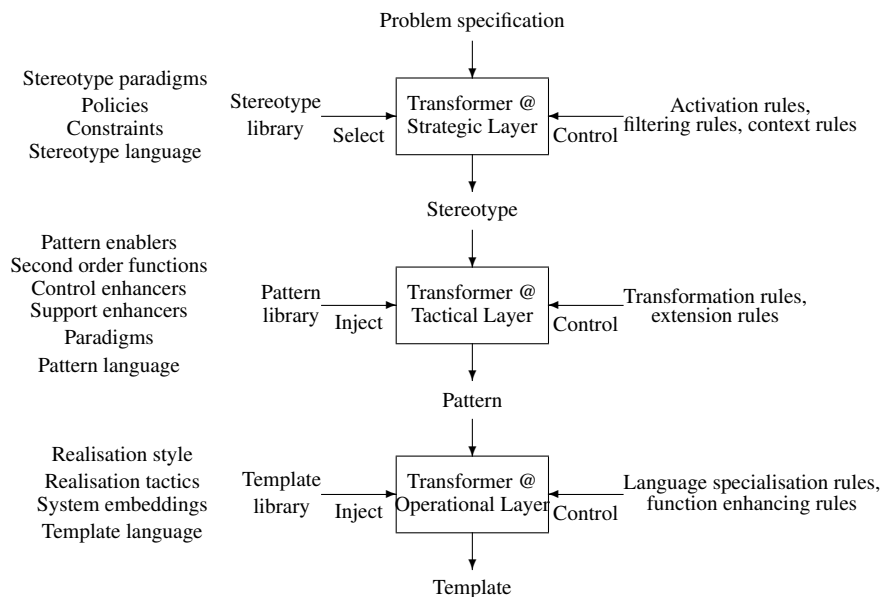 Problem specification
Stereotype paradigms
Policies
Constraints
Stereotype language
Stereotype
library
Select
Transformer @
Strategic Layer
Control
Activation rules,
filtering rules, context rules
Stereotype
Pattern enablers
Second order functions
Control enhancers
Support enhancers
Paradigms
Pattern language
Pattern
library
Inject
Transformer @
Tactical Layer
Control
Transformation rules,
extension rules
Pattern
Realisation style
Realisation tactics
System embeddings
Template language
Template
library
Inject
Transformer @
Operational Layer
Control
Language specialisation rules,
function enhancing rules
Template